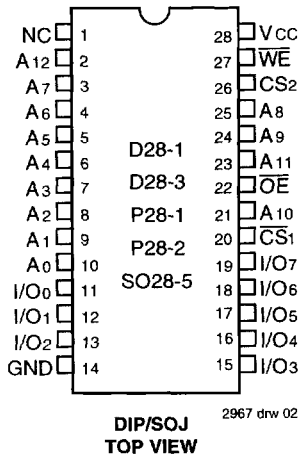 NC 1 28 VCC
A12 2 27 W̅E̅
A7 3 26 CS2
A6 4 25 A8
A5 5 24 A9
A4 6 23 A11
A3 7 22 O̅E̅
A2 8 21 A10
A1 9 20 C̅S̅1
A0 10 19 I/O7
I/O0 11 18 I/O6
I/O1 12 17 I/O5
I/O2 13 16 I/O4
GND 14 15 I/O3
D28-1
D28-3
P28-1
P28-2
SO28-5
2967 drw 02
DIP/SOJ
TOP VIEW